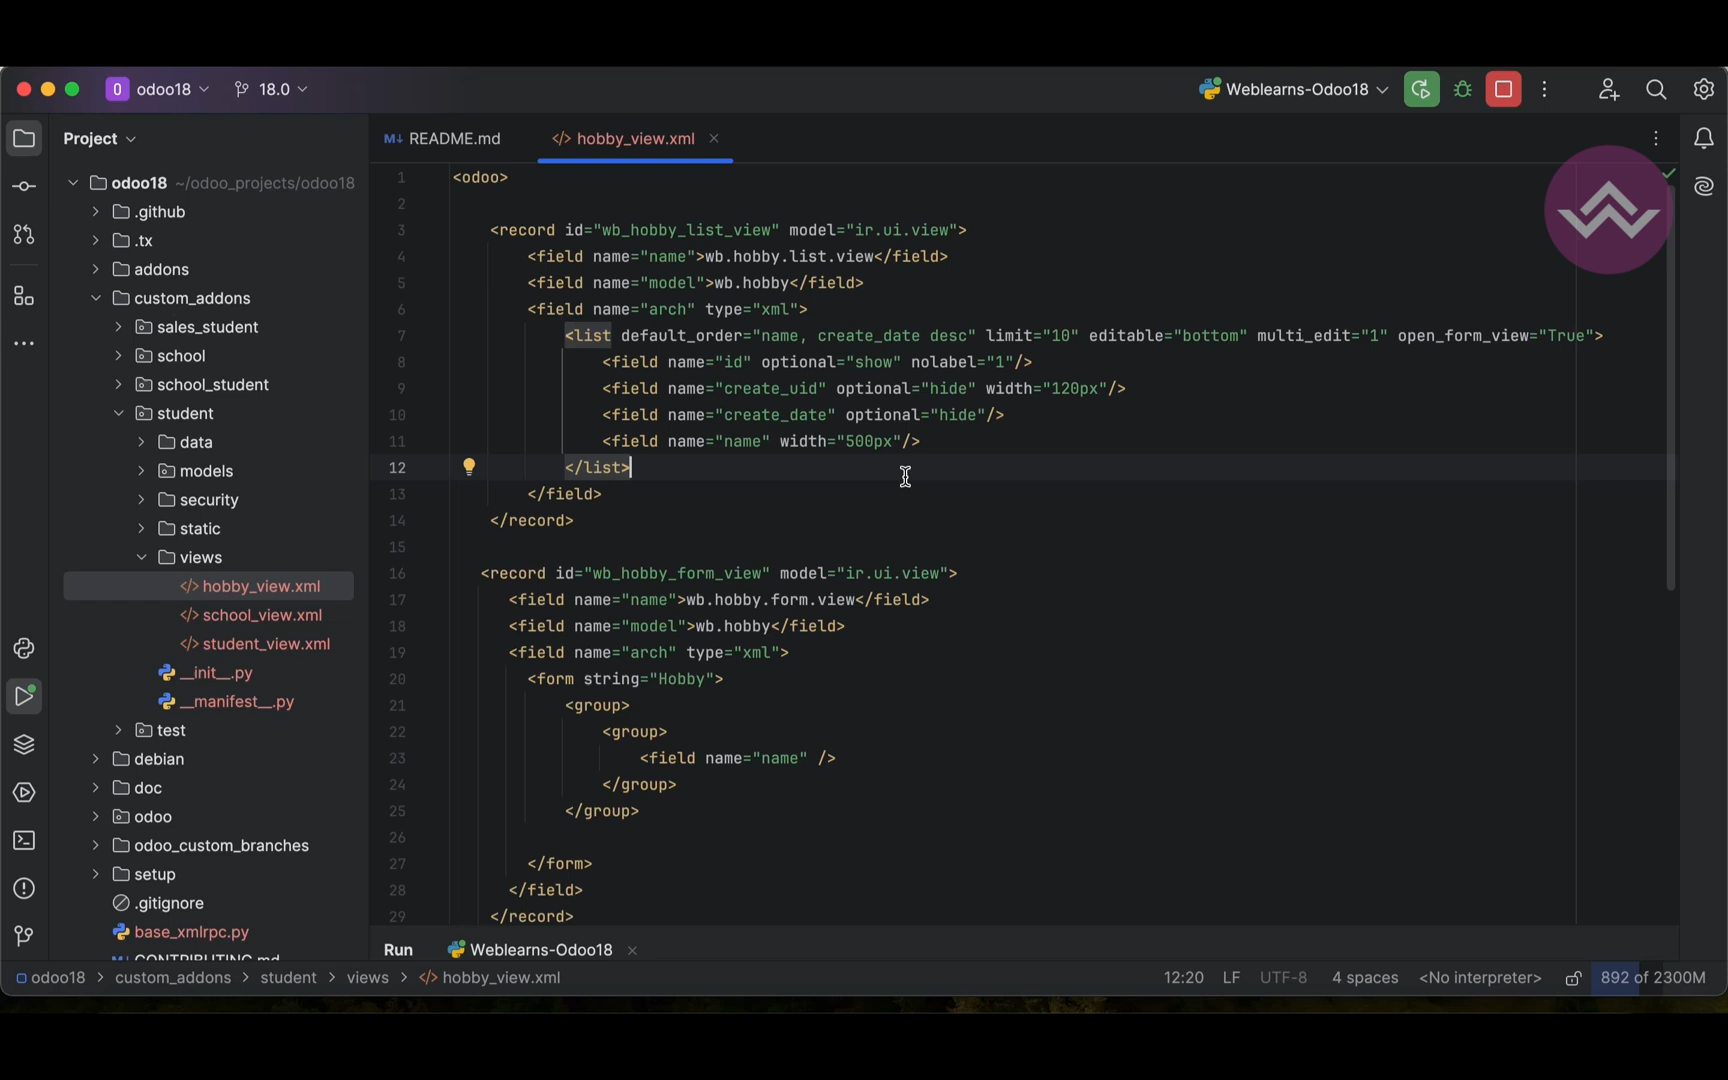 odoo18
18.0
Weblearns-Odoo18
Project
README.md
</> hobby_view.xml
odoo18 ~/odoo_projects/odoo18
.github
.tx
addons
custom_addons
sales_student
school
school_student
student
data
models
security
static
views
</> hobby_view.xml
</> school_view.xml
</> student_view.xml
__init__.py
__manifest__.py
test
debian
doc
odoo
odoo_custom_branches
setup
.gitignore
base_xmlrpc.py
CONTRIBUTING.md
1 <odoo>
2
3 <record id="wb_hobby_list_view" model="ir.ui.view">
4 <field name="name">wb.hobby.list.view</field>
5 <field name="model">wb.hobby</field>
6 <field name="arch" type="xml">
7 <list default_order="name, create_date desc" limit="10" editable="bottom" multi_edit="1" open_form_view="True">
8 <field name="id" optional="show" nolabel="1"/>
9 <field name="create_uid" optional="hide" width="120px"/>
10 <field name="create_date" optional="hide"/>
11 <field name="name" width="500px"/>
12 </list>
13 </field>
14 </record>
15
16 <record id="wb_hobby_form_view" model="ir.ui.view">
17 <field name="name">wb.hobby.form.view</field>
18 <field name="model">wb.hobby</field>
19 <field name="arch" type="xml">
20 <form string="Hobby">
21 <group>
22 <group>
23 <field name="name" />
24 </group>
25 </group>
26
27 </form>
28 </field>
29 </record>
Run Weblearns-Odoo18
odoo18 > custom_addons > student > views > </> hobby_view.xml
12:20 LF UTF-8 4 spaces <No interpreter> 892 of 2300M